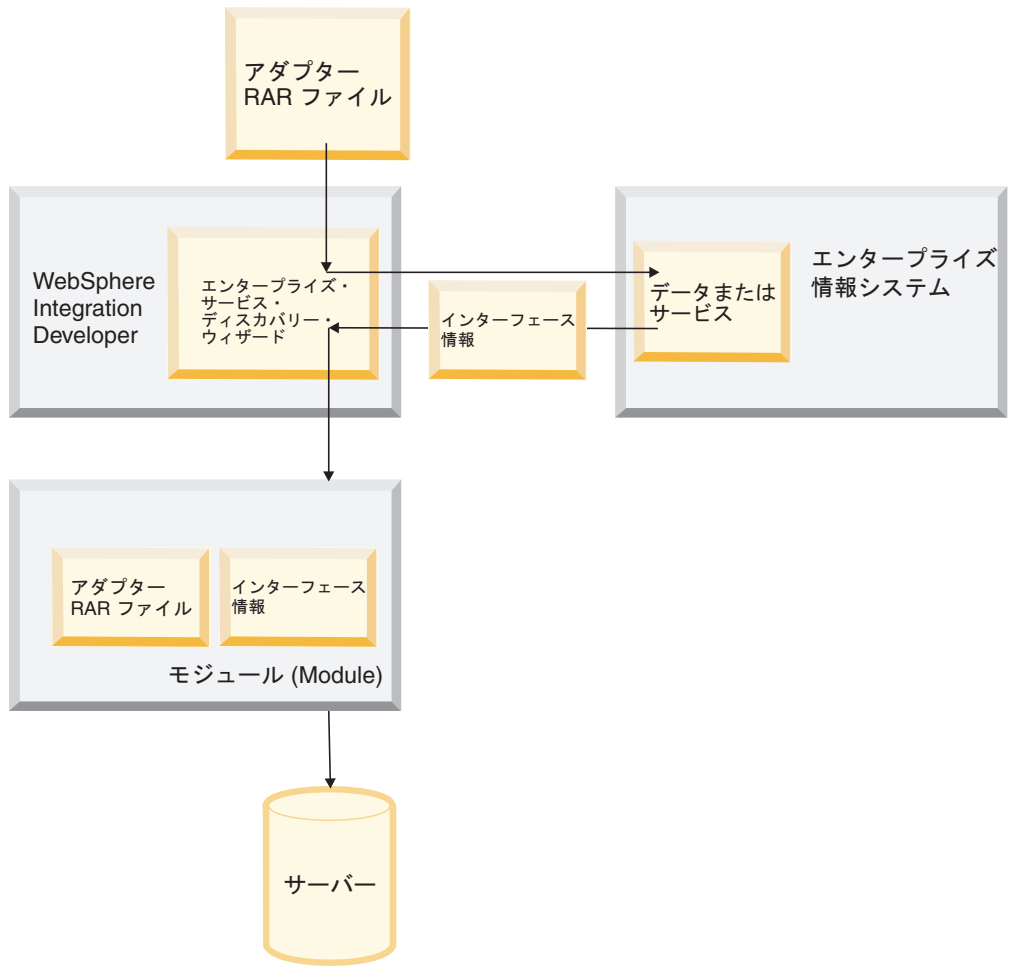 アダプター
RAR ファイル
WebSphere
Integration
Developer
エンタープライズ・
サービス・
ディスカバリー・
ウィザード
インターフェース
情報
データまたは
サービス
エンタープライズ
情報システム
アダプター
RAR ファイル
インターフェース
情報
モジュール (Module)
サーバー